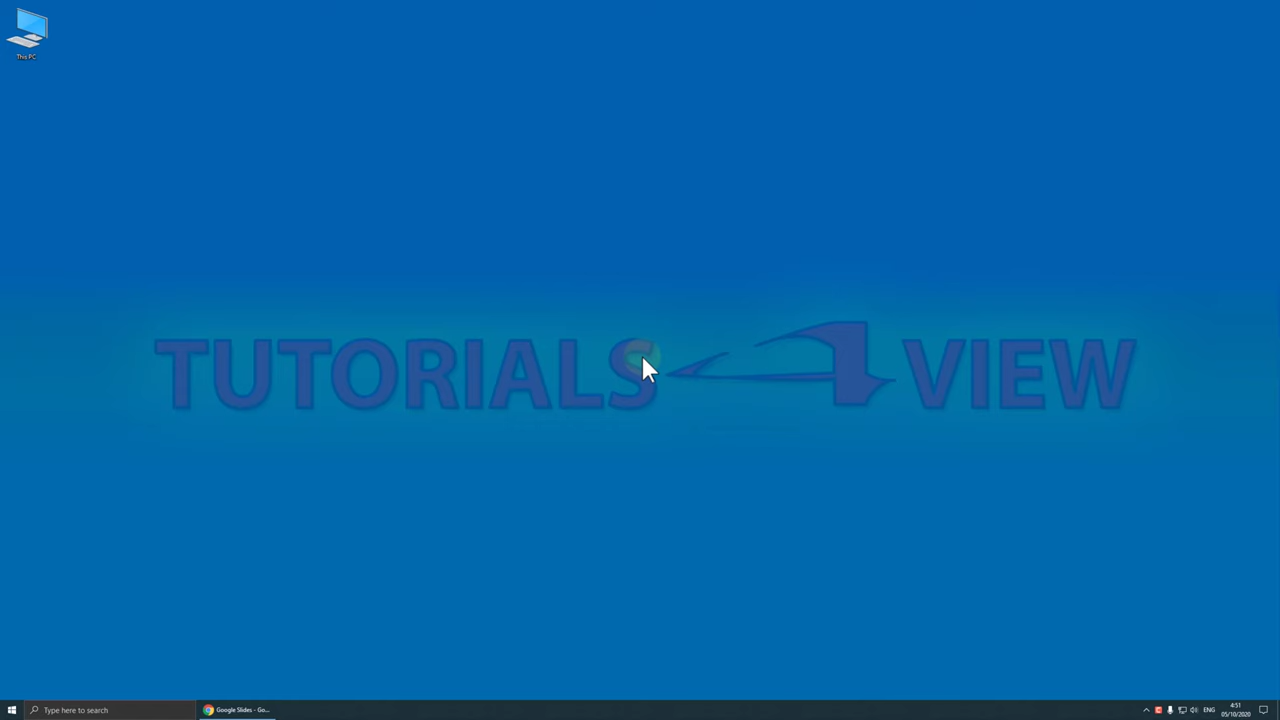 This PC
TUTORIALS VIEW
Type here to search
Google Slides - Go...
ENG
4:51
05/10/2020